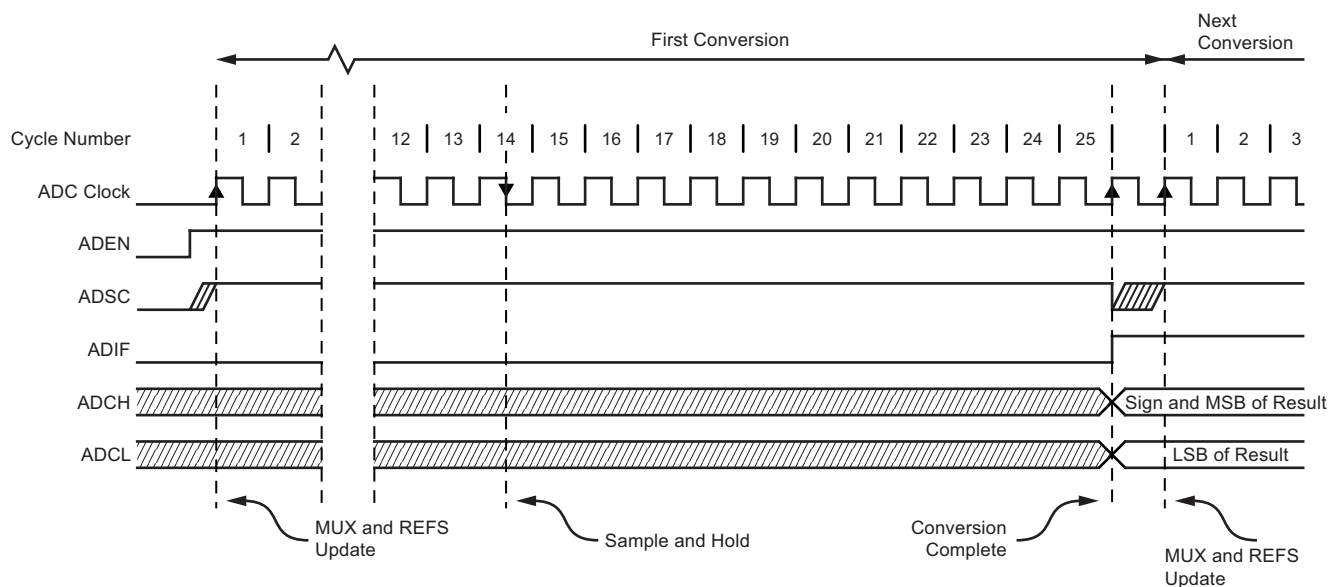 First Conversion
Next
Conversion
Cycle Number 1 2 12 13 14 15 16 17 18 19 20 21 22 23 24 25 1 2 3
ADC Clock
ADEN
ADSC
ADIF
ADCH
Sign and MSB of Result
ADCL
LSB of Result
MUX and REFS
Update
Sample and Hold
Conversion
Complete
MUX and REFS
Update